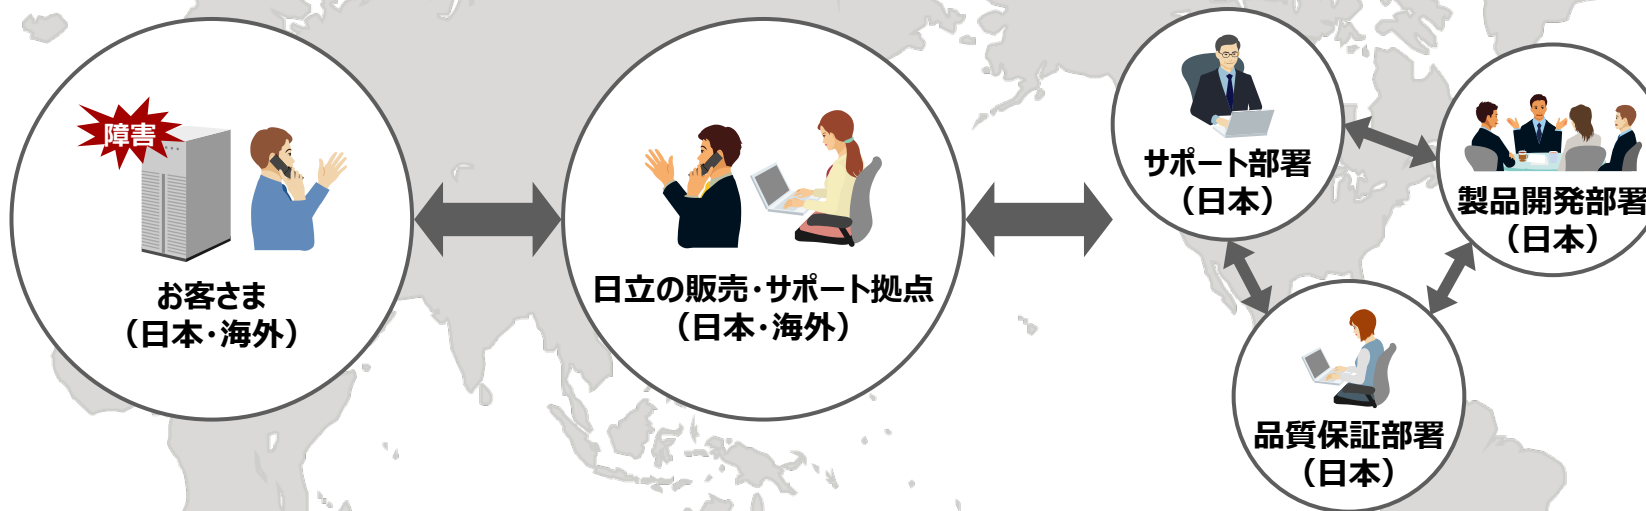 障害
お客さま
（日本・海外）
日立の販売・サポート拠点
（日本・海外）
サポート部署
（日本）
製品開発部署
（日本）
品質保証部署
（日本）